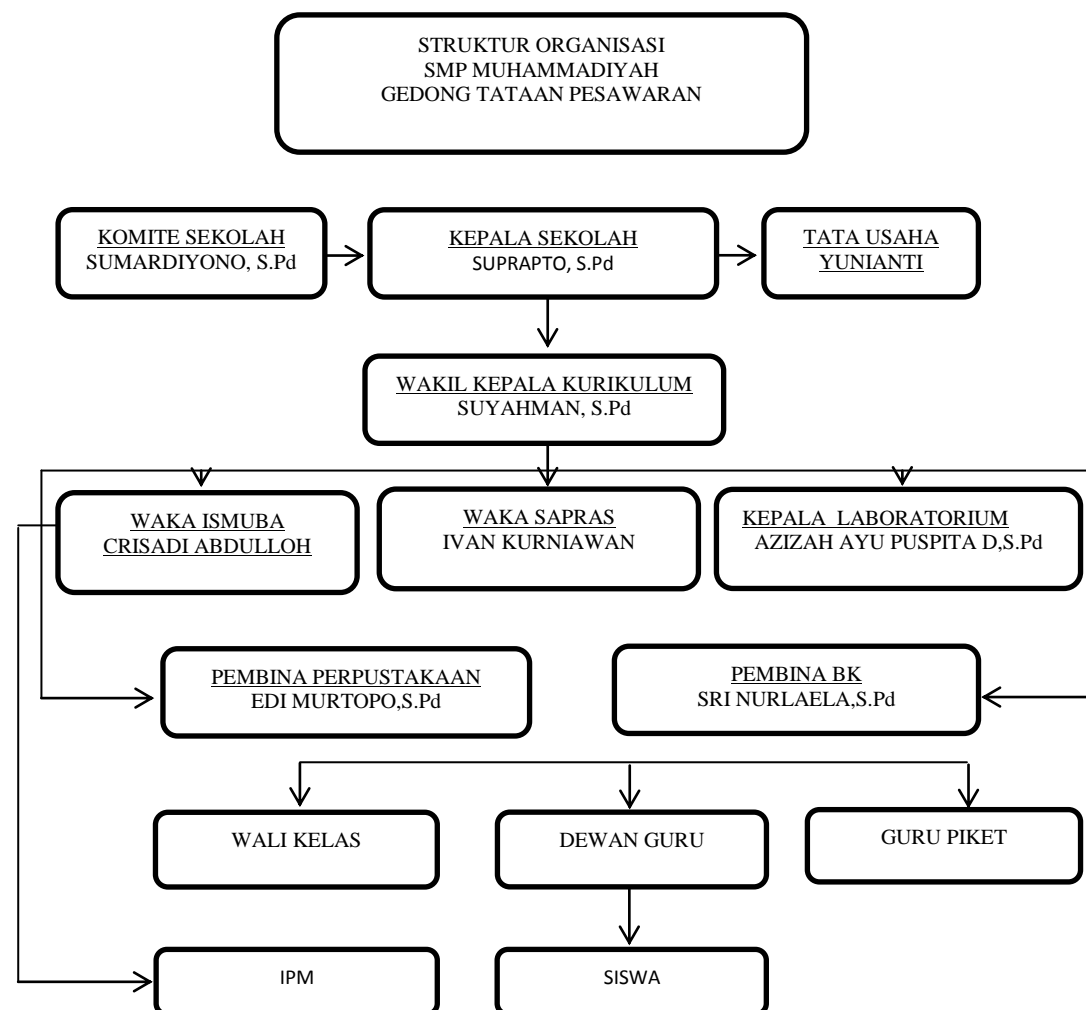 STRUKTUR ORGANISASI
SMP MUHAMMADIYAH
GEDONG TATAAN PESAWARAN
KOMITE SEKOLAH
SUMARDIYONO, S.Pd
KEPALA SEKOLAH
SUPRAPTO, S.Pd
TATA USAHA
YUNIANTI
WAKIL KEPALA KURIKULUM
SUYAHMAN, S.Pd
WAKA ISMUBA
CRISADI ABDULLOH
WAKA SAPRAS
IVAN KURNIAWAN
KEPALA LABORATORIUM
AZIZAH AYU PUSPITA D,S.Pd
PEMBINA PERPUSTAKAAN
EDI MURTOPO,S.Pd
PEMBINA BK
SRI NURLAELA,S.Pd
WALI KELAS
DEWAN GURU
GURU PIKET
IPM
SISWA